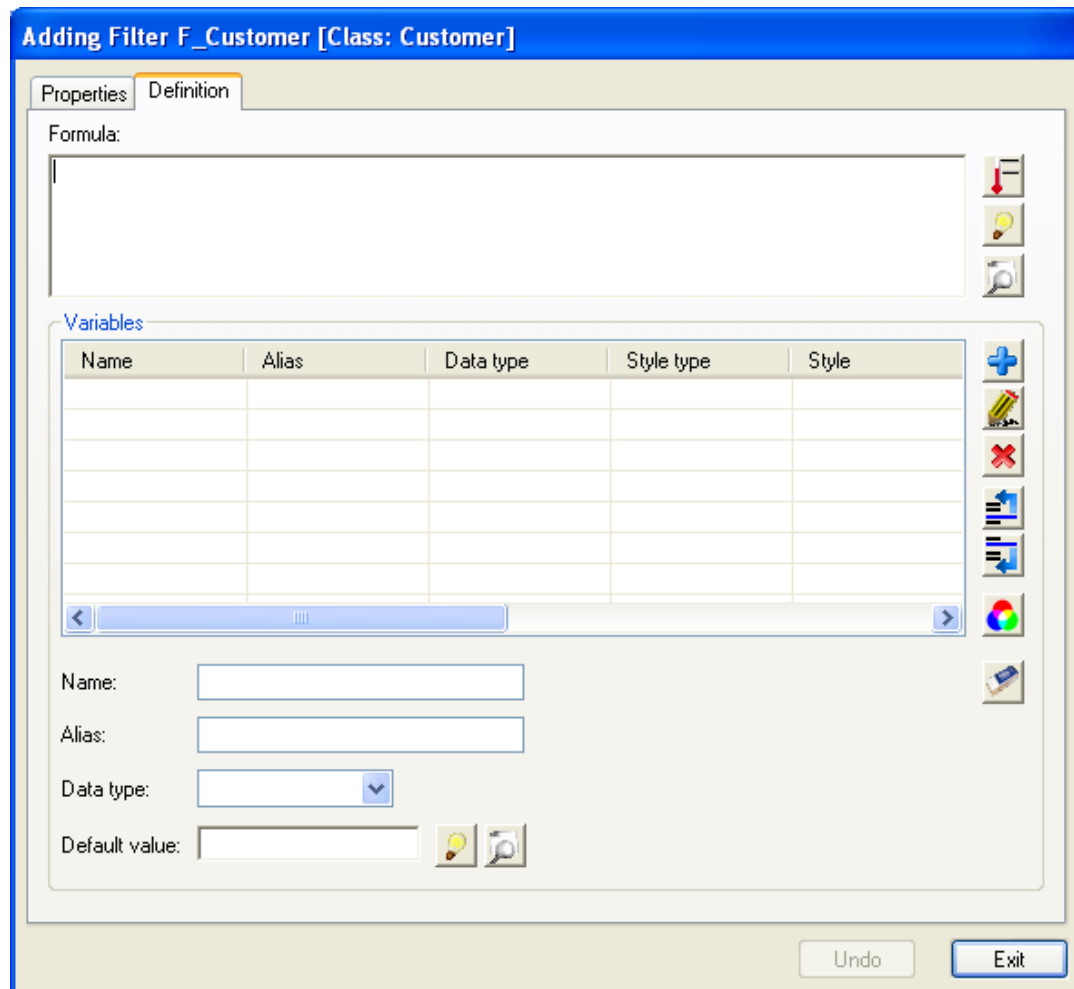 Adding Filter F_Customer [Class: Customer]
Properties Definition
Formula:
Variables
Name Alias Data type Style type Style
Name:
Alias:
Data type:
Default value:
Undo Exit